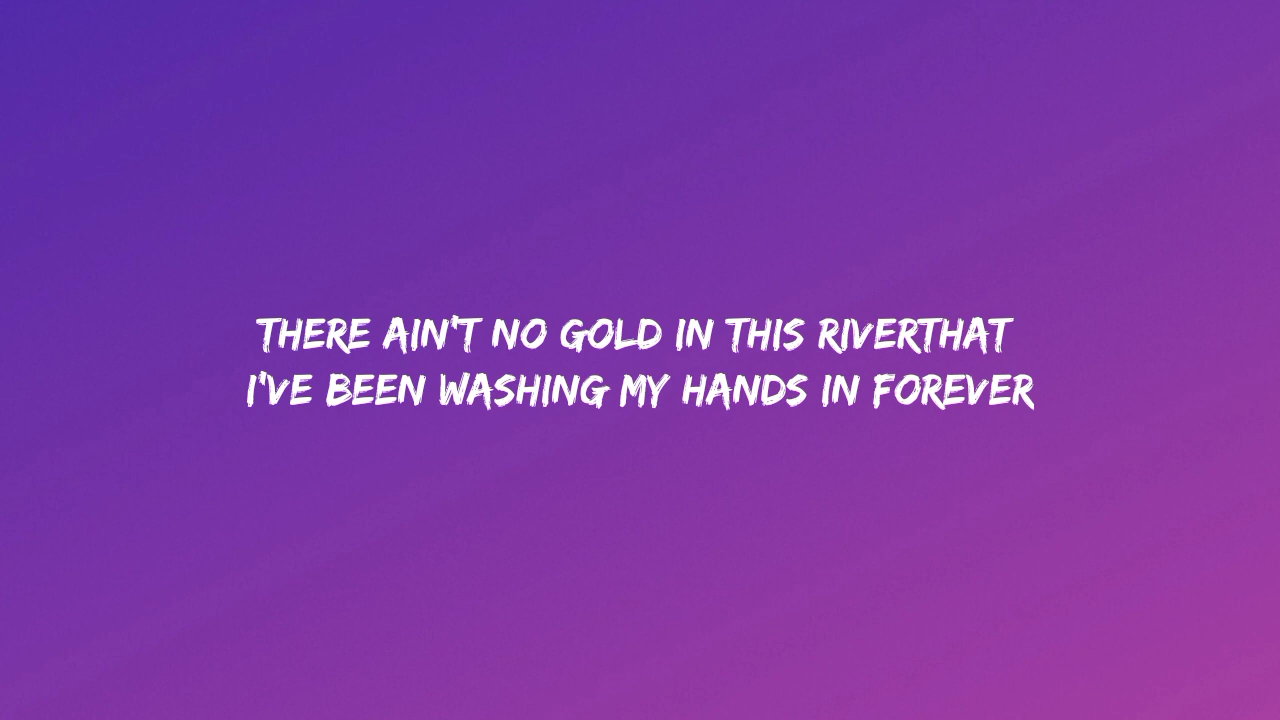 THERE AIN'T NO GOLD IN THIS RIVERTHAT
I'VE BEEN WASHING MY HANDS IN FOREVER